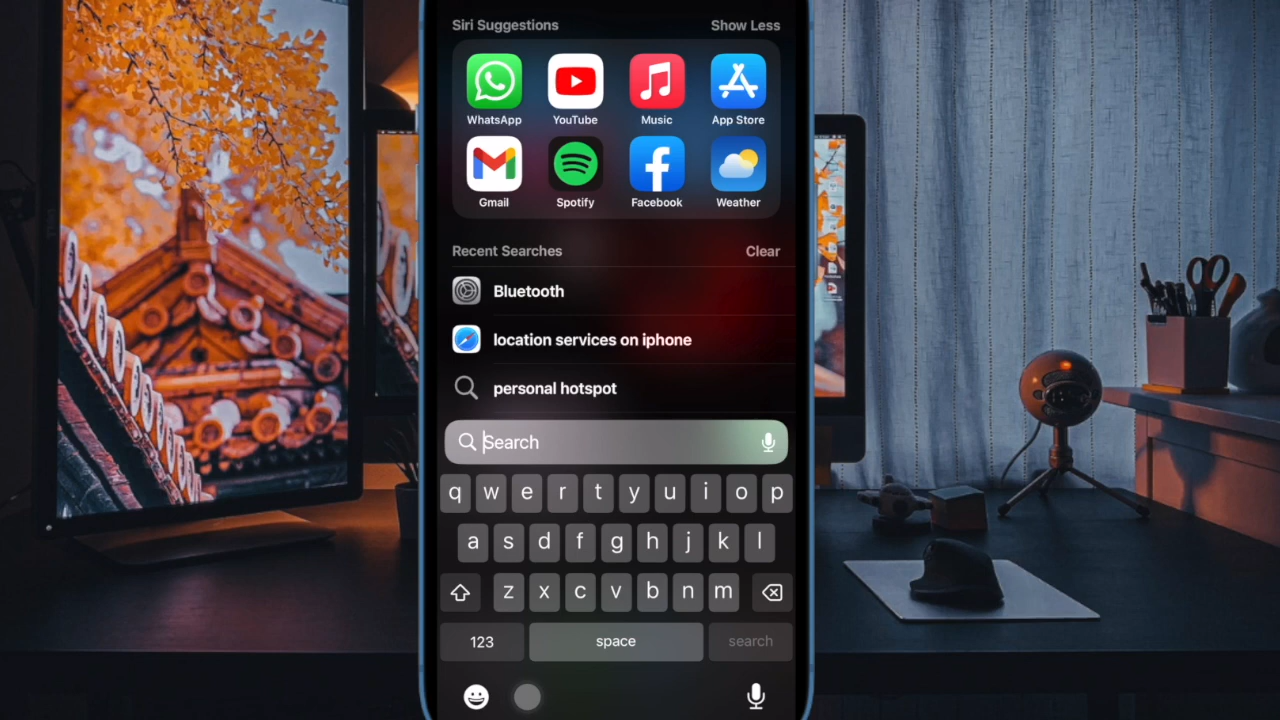 Siri Suggestions Show Less
WhatsApp YouTube Music App Store
Gmail Spotify Facebook Weather
Recent Searches Clear
Bluetooth
location services on iphone
personal hotspot
Search
q w e r t y u i o p
a s d f g h j k l
z x c v b n m
123 space search